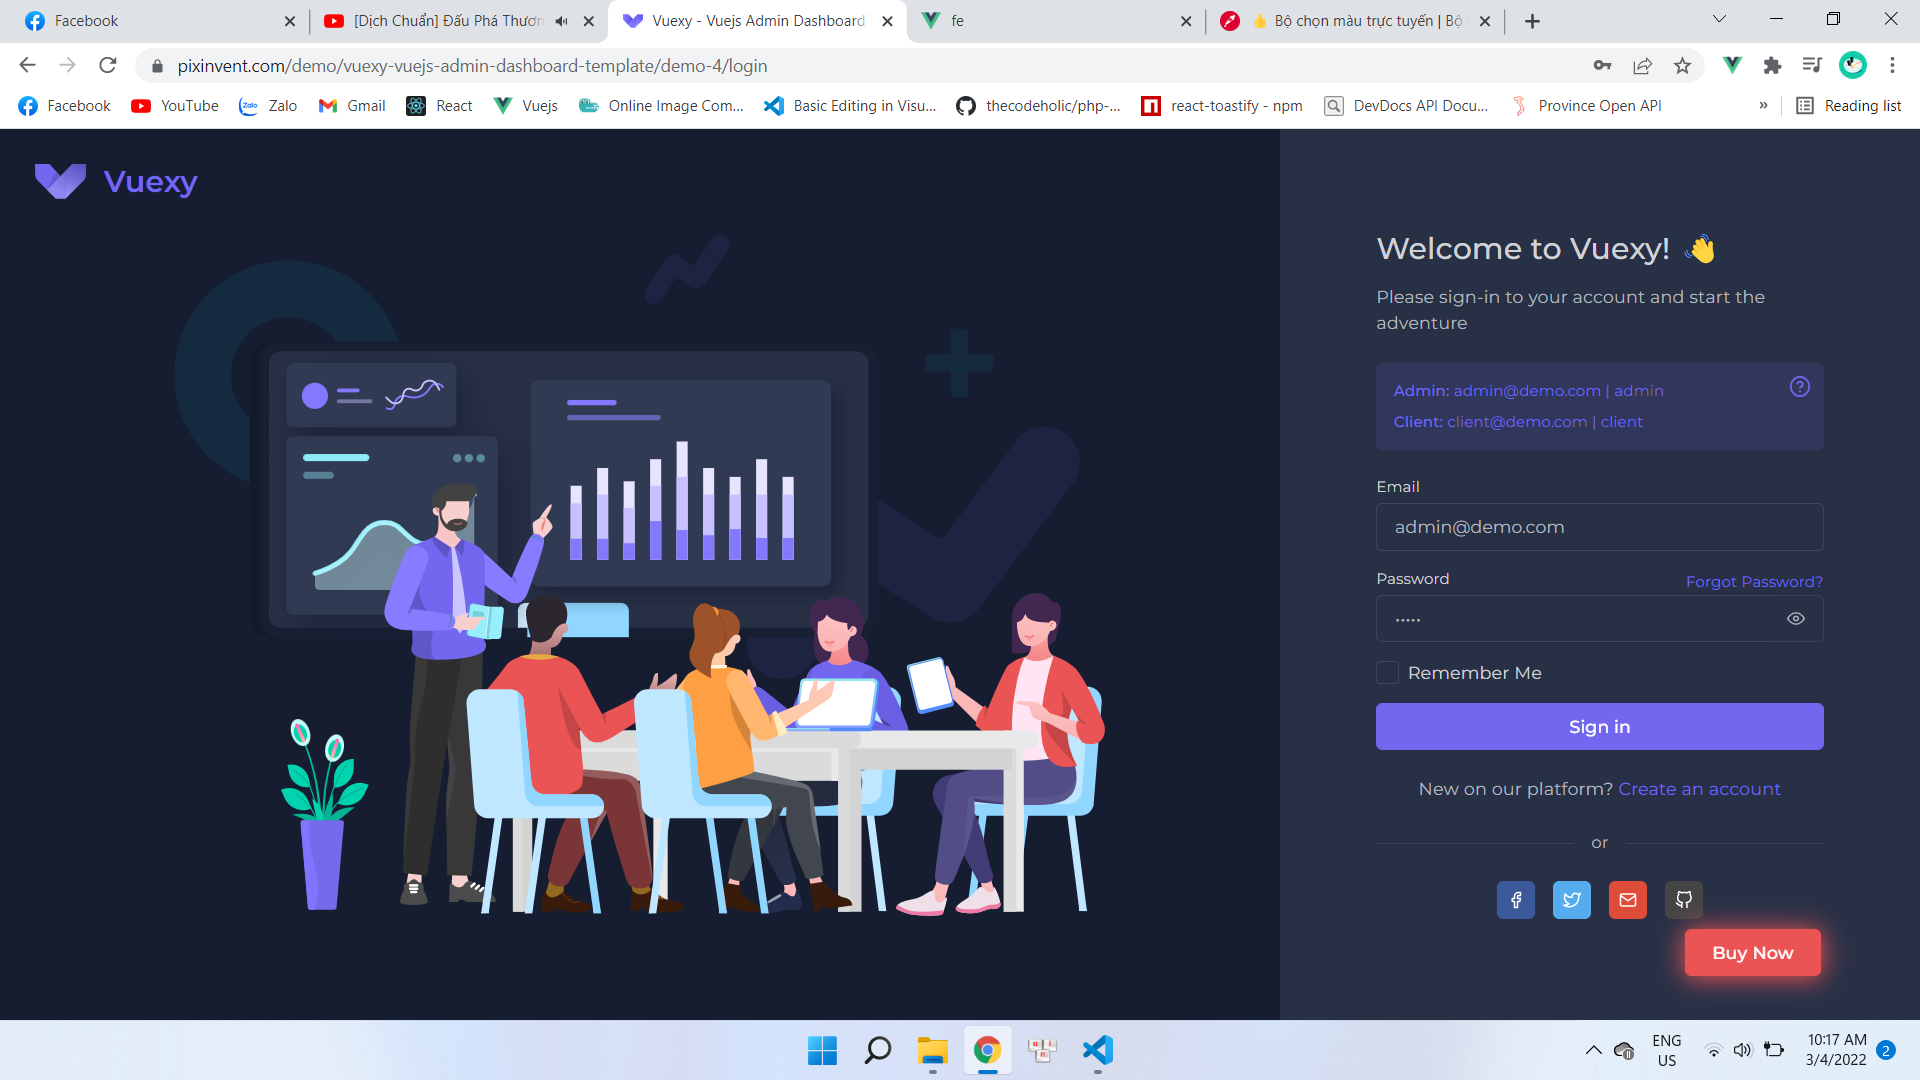 Facebook
[Dịch Chuẩn] Đấu Phá Thươn
Vuexy - Vuejs Admin Dashboard
fe
Bộ chọn màu trực tuyến | Bộ
pixinvent.com/demo/vuexy-vuejs-admin-dashboard-template/demo-4/login
Facebook
YouTube
Zalo
Gmail
React
Vuejs
Online Image Com...
Basic Editing in Visu...
thecodeholic/php-...
react-toastify - npm
DevDocs API Docu...
Province Open API
»
Reading list
Vuexy
Welcome to Vuexy! 👋
Please sign-in to your account and start the
adventure
Admin: admin@demo.com | admin
Client: client@demo.com | client
Email
admin@demo.com
Password
Forgot Password?
•••••
Remember Me
Sign in
New on our platform? Create an account
or
Buy Now
ENG
US
10:17 AM
3/4/2022
2